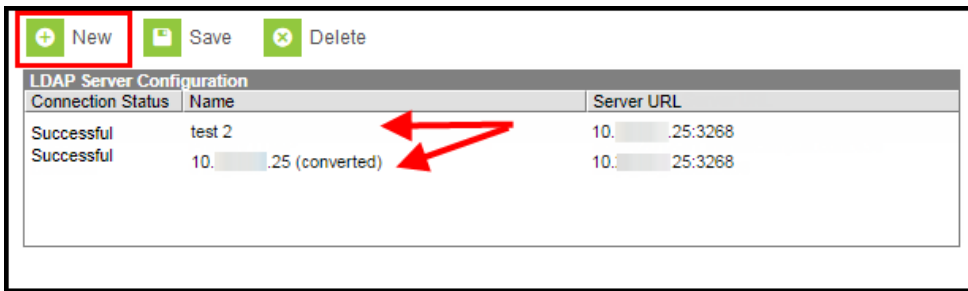 New Save Delete
LDAP Server Configuration
Connection Status Name Server URL
Successful test 2 10. .25:3268
Successful 10. .25 (converted) 10. 25:3268